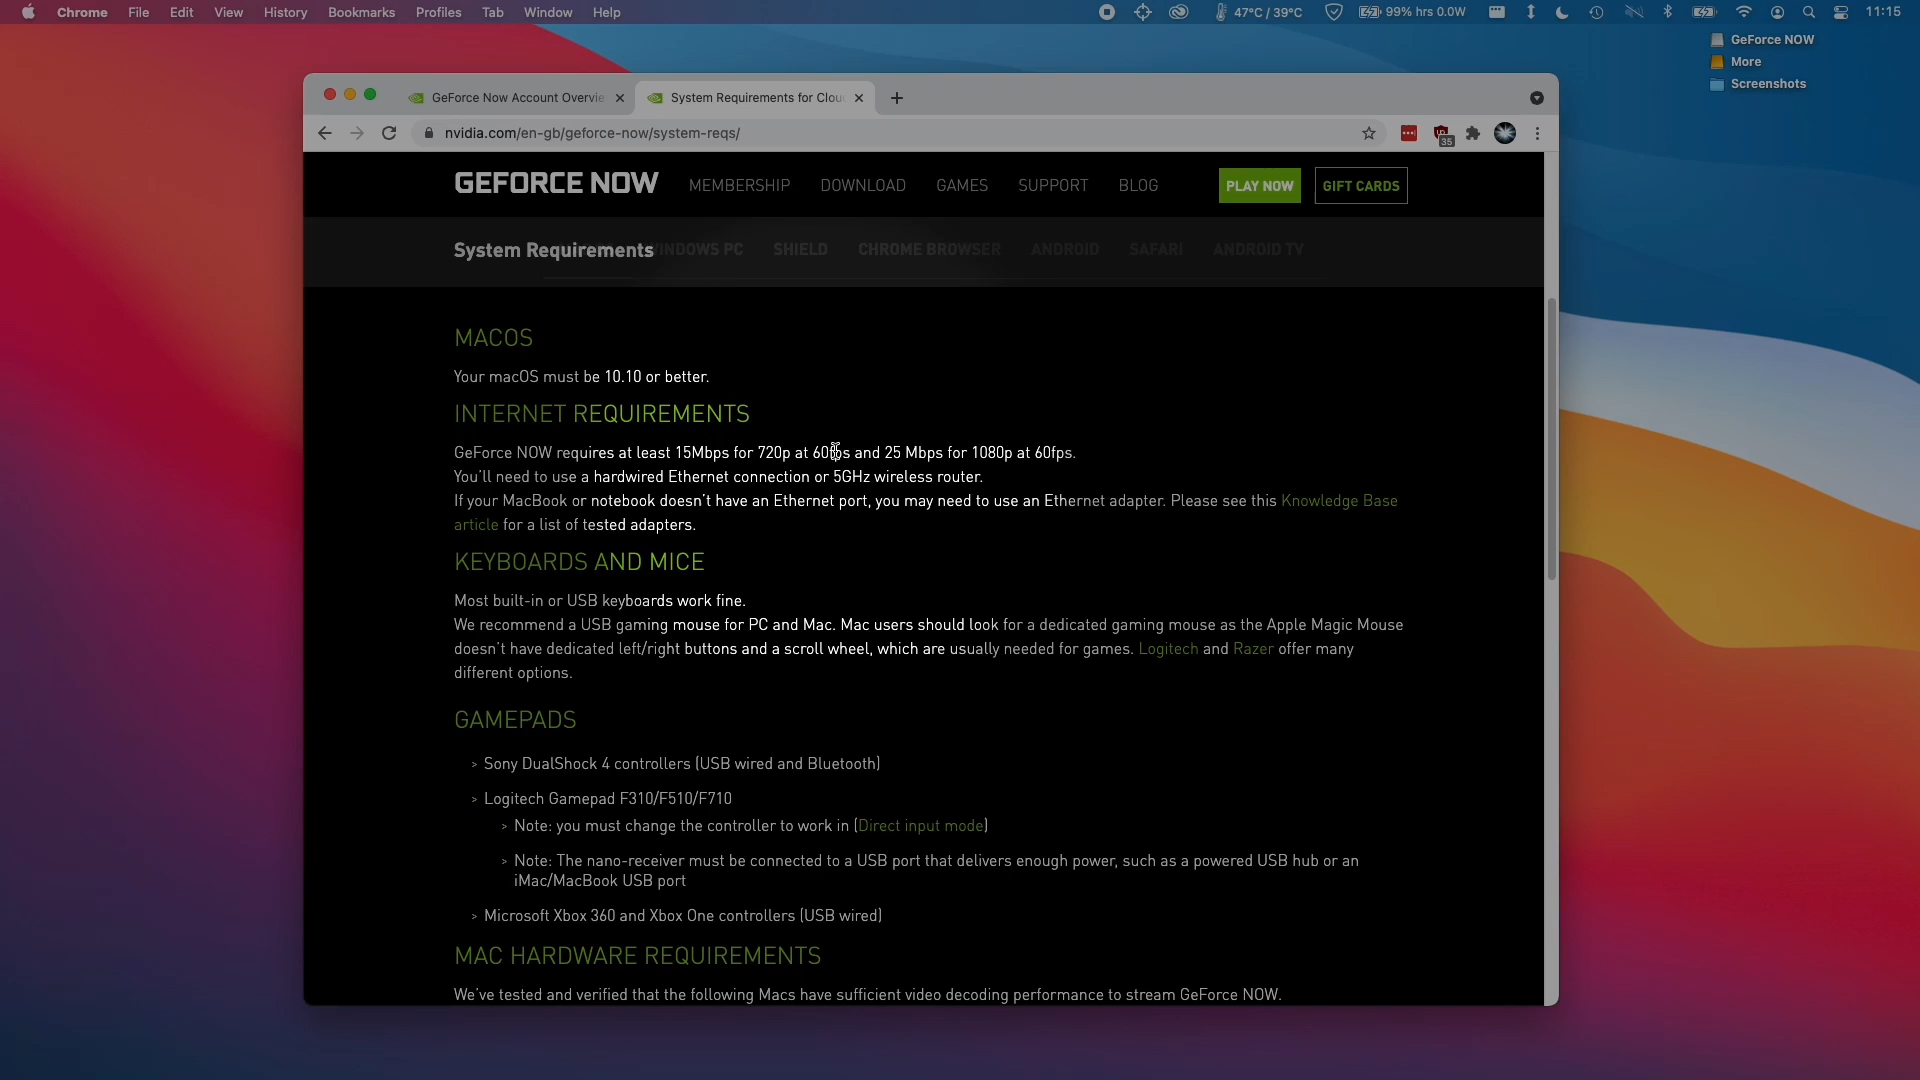 Chrome File Edit View History Bookmarks Profiles Tab Window Help 47°C / 39°C 99% hrs 0.0W 11:15
GeForce NOW
More
Screenshots
GeForce Now Account Overvie System Requirements for Clou
nvidia.com/en-gb/geforce-now/system-reqs/ 35
GEFORCE NOW MEMBERSHIP DOWNLOAD GAMES SUPPORT BLOG PLAY NOW GIFT CARDS
System Requirements INDOWS PC SHIELD CHROME BROWSER ANDROID SAFARI ANDROID TV
MACOS
Your macOS must be 10.10 or better.
INTERNET REQUIREMENTS
GeForce NOW requires at least 15Mbps for 720p at 60fps and 25 Mbps for 1080p at 60fps.
You'll need to use a hardwired Ethernet connection or 5GHz wireless router.
If your MacBook or notebook doesn't have an Ethernet port, you may need to use an Ethernet adapter. Please see this Knowledge Base
article for a list of tested adapters.
KEYBOARDS AND MICE
Most built-in or USB keyboards work fine.
We recommend a USB gaming mouse for PC and Mac. Mac users should look for a dedicated gaming mouse as the Apple Magic Mouse
doesn't have dedicated left/right buttons and a scroll wheel, which are usually needed for games. Logitech and Razer offer many
different options.
GAMEPADS
> Sony DualShock 4 controllers (USB wired and Bluetooth)
> Logitech Gamepad F310/F510/F710
> Note: you must change the controller to work in (Direct input mode)
> Note: The nano-receiver must be connected to a USB port that delivers enough power, such as a powered USB hub or an
iMac/MacBook USB port
> Microsoft Xbox 360 and Xbox One controllers (USB wired)
MAC HARDWARE REQUIREMENTS
We've tested and verified that the following Macs have sufficient video decoding performance to stream GeForce NOW.